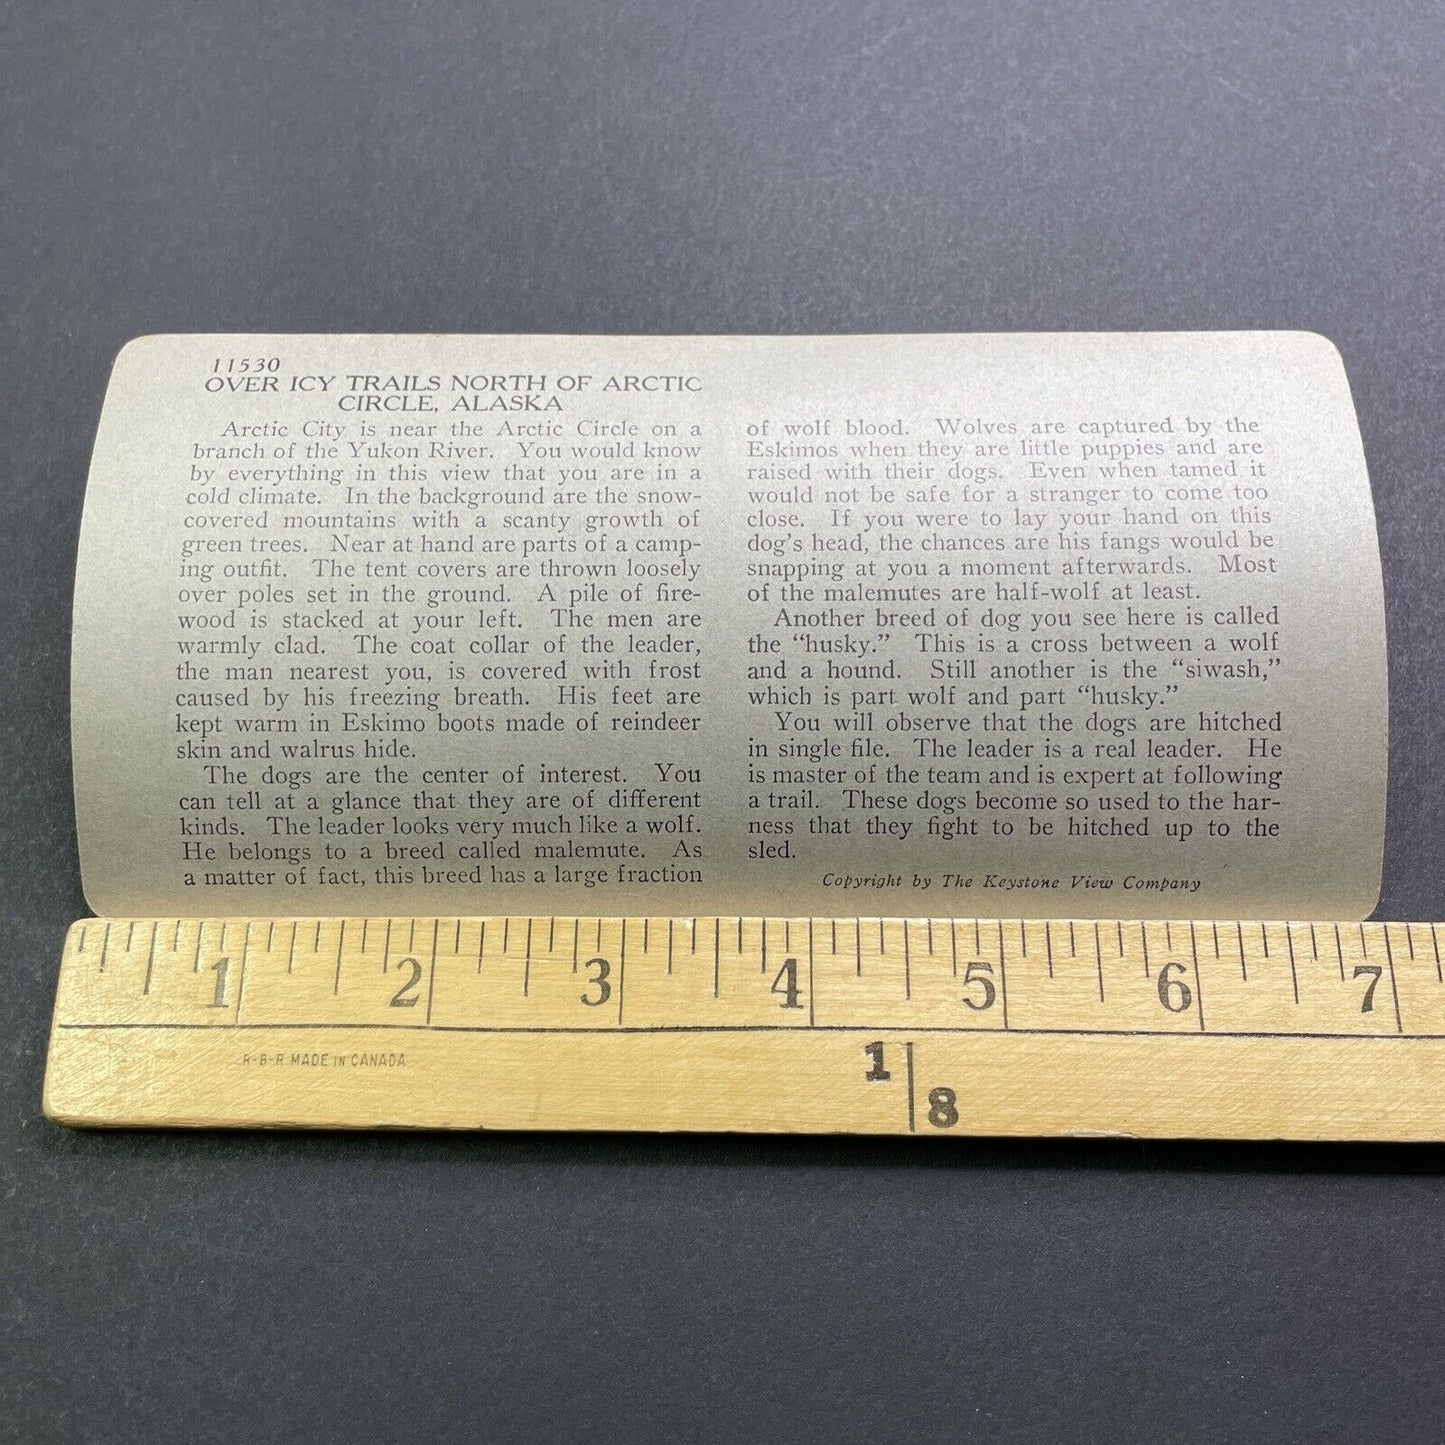 11530
OVER ICY TRAILS NORTH OF ARCTIC
CIRCLE, ALASKA
Arctic City is near the Arctic Circle on a
branch of the Yukon River. You would know
by everything in this view that you are in a
cold climate. In the background are the snow-
covered mountains with a scanty growth of
green trees. Near at hand are parts of a camp-
ing outfit. The tent covers are thrown loosely
over poles set in the ground. A pile of fire-
wood is stacked at your left. The men are
warmly clad. The coat collar of the leader,
the man nearest you, is covered with frost
caused by his freezing breath. His feet are
kept warm in Eskimo boots made of reindeer
skin and walrus hide.
The dogs are the center of interest. You
can tell at a glance that they are of different
kinds. The leader looks very much like a wolf.
He belongs to a breed called malemute. As
a matter of fact, this breed has a large fraction
of wolf blood. Wolves are captured by the
Eskimos when they are little puppies and are
raised with their dogs. Even when tamed it
would not be safe for a stranger to come too
close. If you were to lay your hand on this
dog's head, the chances are his fangs would be
snapping at you a moment afterwards. Most
of the malemutes are half-wolf at least.
Another breed of dog you see here is called
the "husky." This is a cross between a wolf
and a hound. Still another is the "siwash,"
which is part wolf and part "husky."
You will observe that the dogs are hitched
in single file. The leader is a real leader. He
is master of the team and is expert at following
a trail. These dogs become so used to the har-
ness that they fight to be hitched up to the
sled.
Copyright by The Keystone View Company
1 2 3 4 5 6 7
R-B-R MADE IN CANADA
1
8